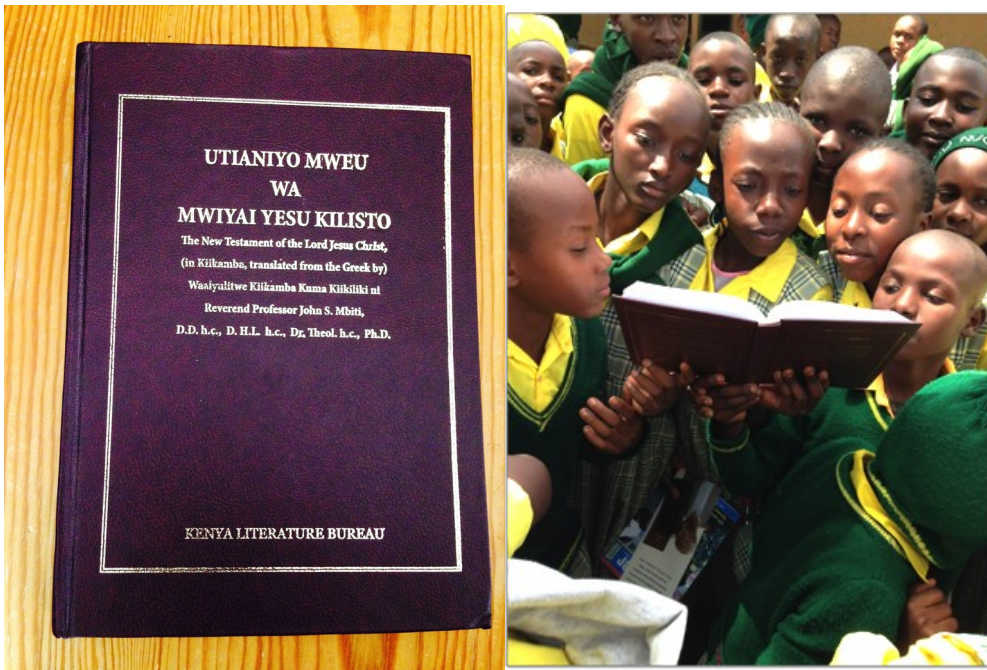 UTIANIYO MWEU
WA
MWIYAI YESU KILISTO
The New Testament of the Lord Jesus Christ,
(in Kiikamba, translated from the Greek by)
Waaiyulitwe Kiikamba Kuma Kiikiliki ni
Reverend Professor John S. Mbiti,
D.D. h.c., D. H.L. h.c., Dr, Theol. h.c., Ph.D.
KENYA LITERATURE BUREAU